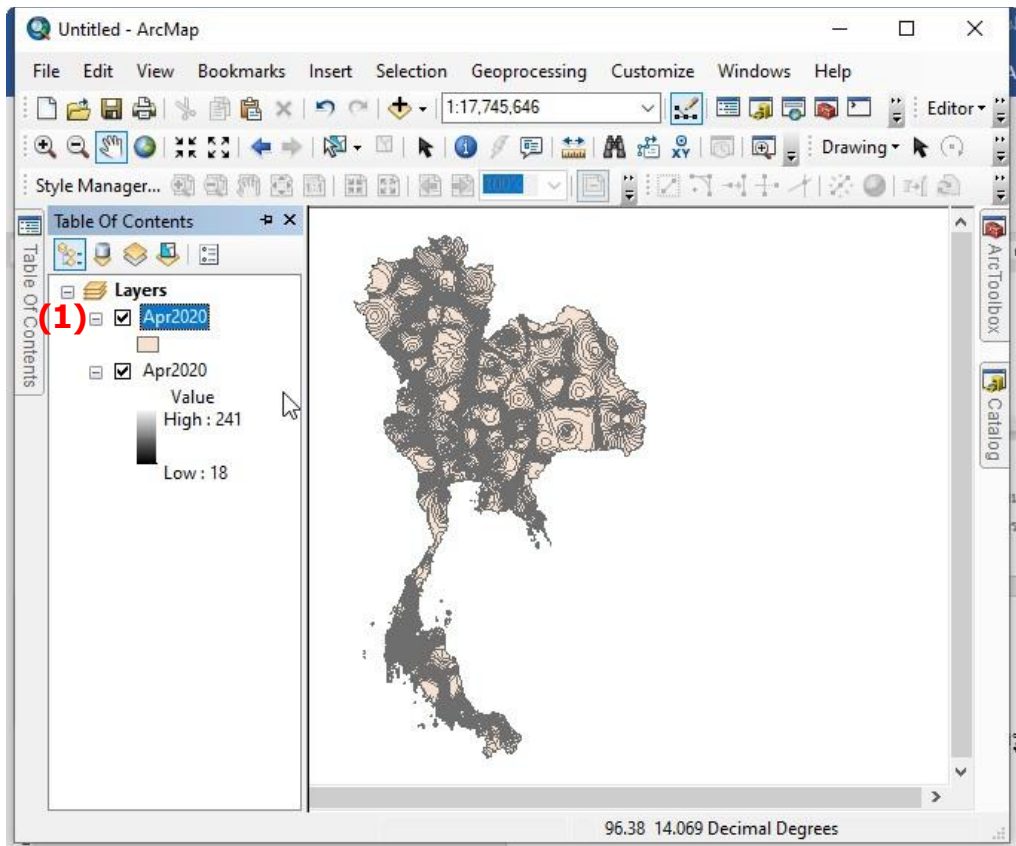 Untitled - ArcMap
File Edit View Bookmarks Insert Selection Geoprocessing Customize Windows Help
1:17,745,646
Editor
Drawing
Style Manager...
100%
Table Of Contents
Table Of Contents
Layers
(1)
Apr2020
Apr2020
Value
High : 241
Low : 18
ArcToolbox
Catalog
96.38 14.069 Decimal Degrees